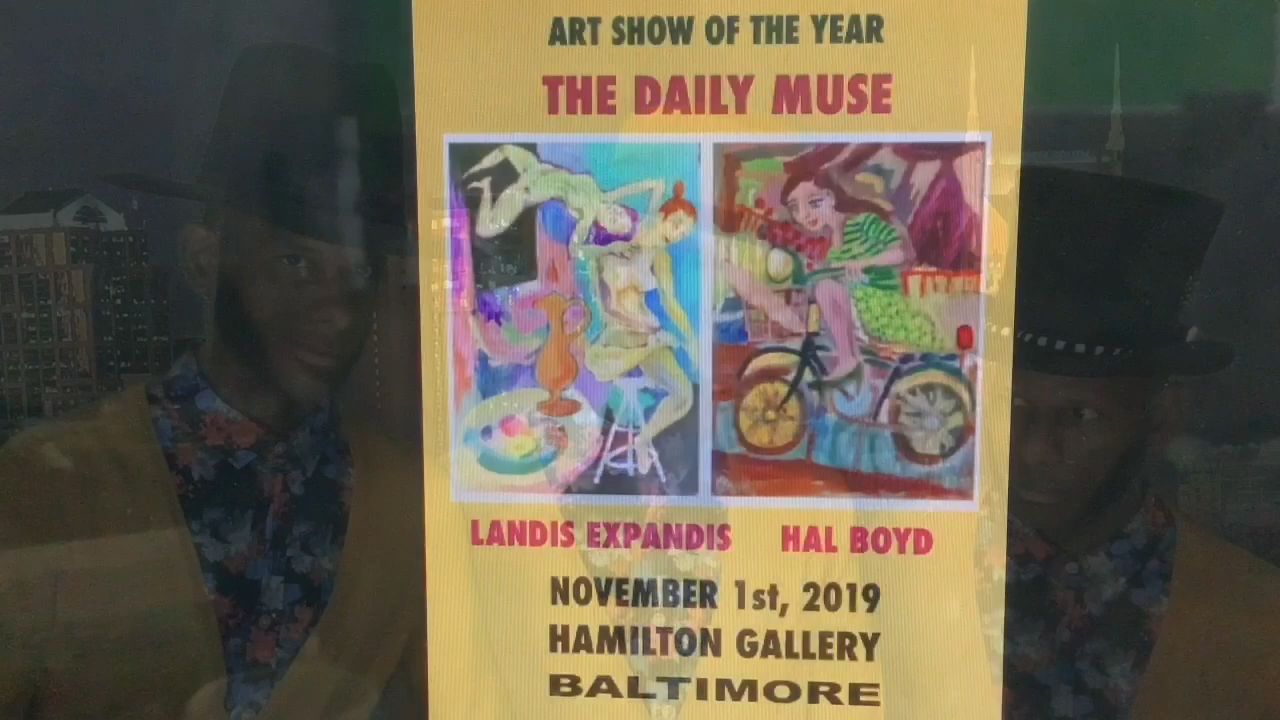 ART SHOW OF THE YEAR
THE DAILY MUSE
LANDIS EXPANDIS HAL BOYD
NOVEMBER 1st, 2019
HAMILTON GALLERY
BALTIMORE